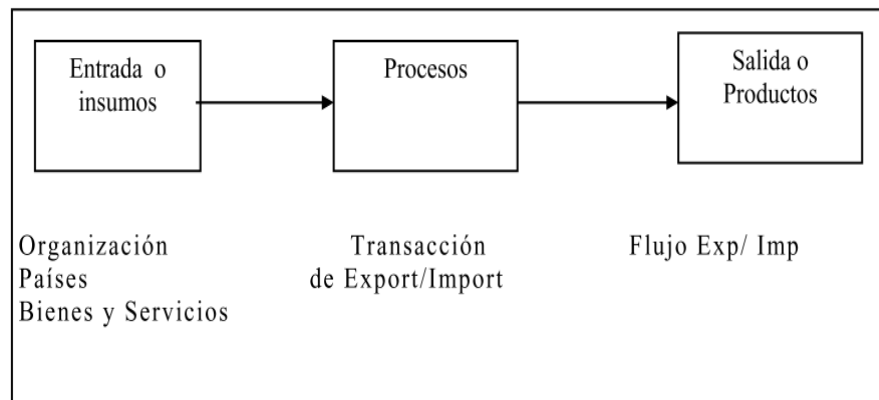 Entrada o
insumos
Procesos
Salida o
Productos
Organización
Países
Bienes y Servicios
Transacción
de Export/Import
Flujo Exp/ Imp